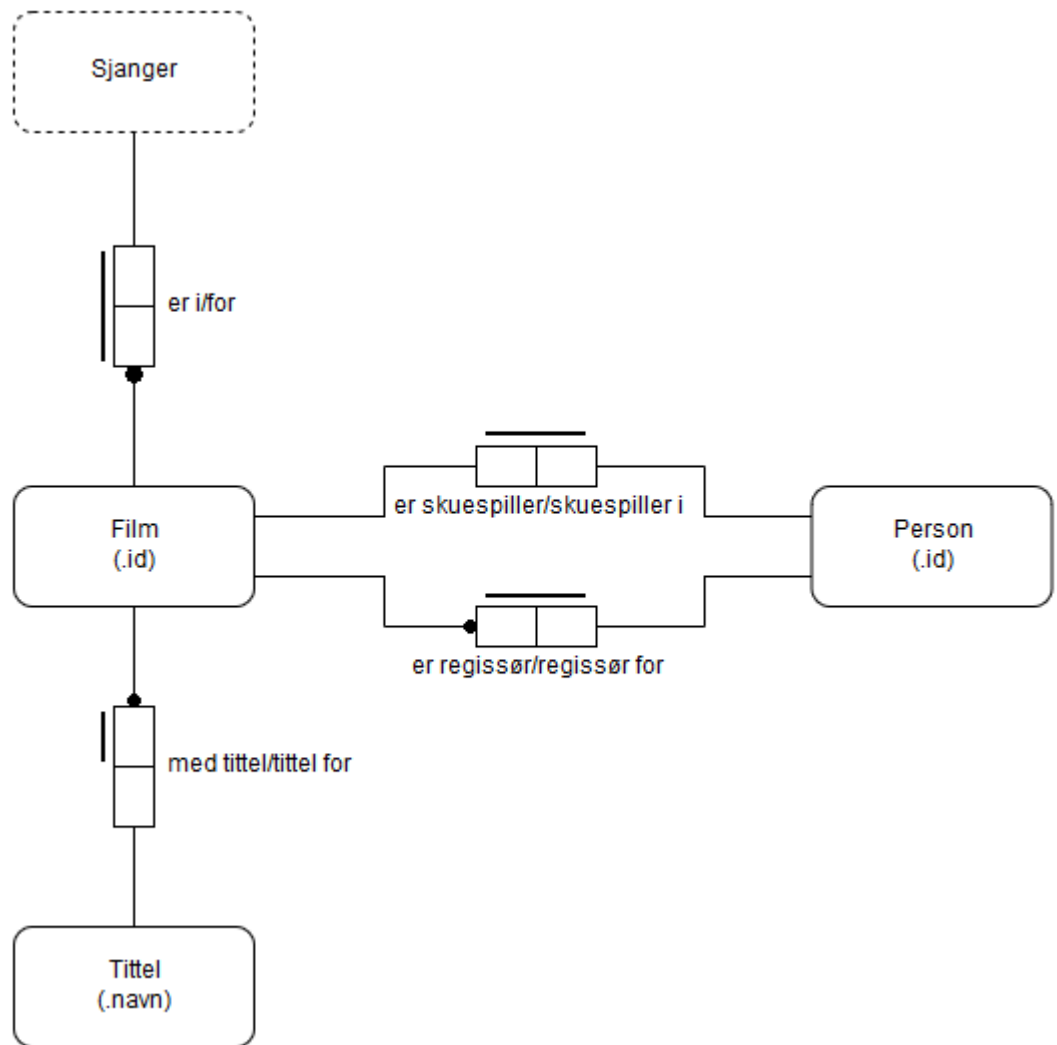 Sjanger
er i/for
er skuespiller/skuespiller i
Film
(.id)
Person
(.id)
er regissør/regissør for
med tittel/tittel for
Tittel
(.navn)